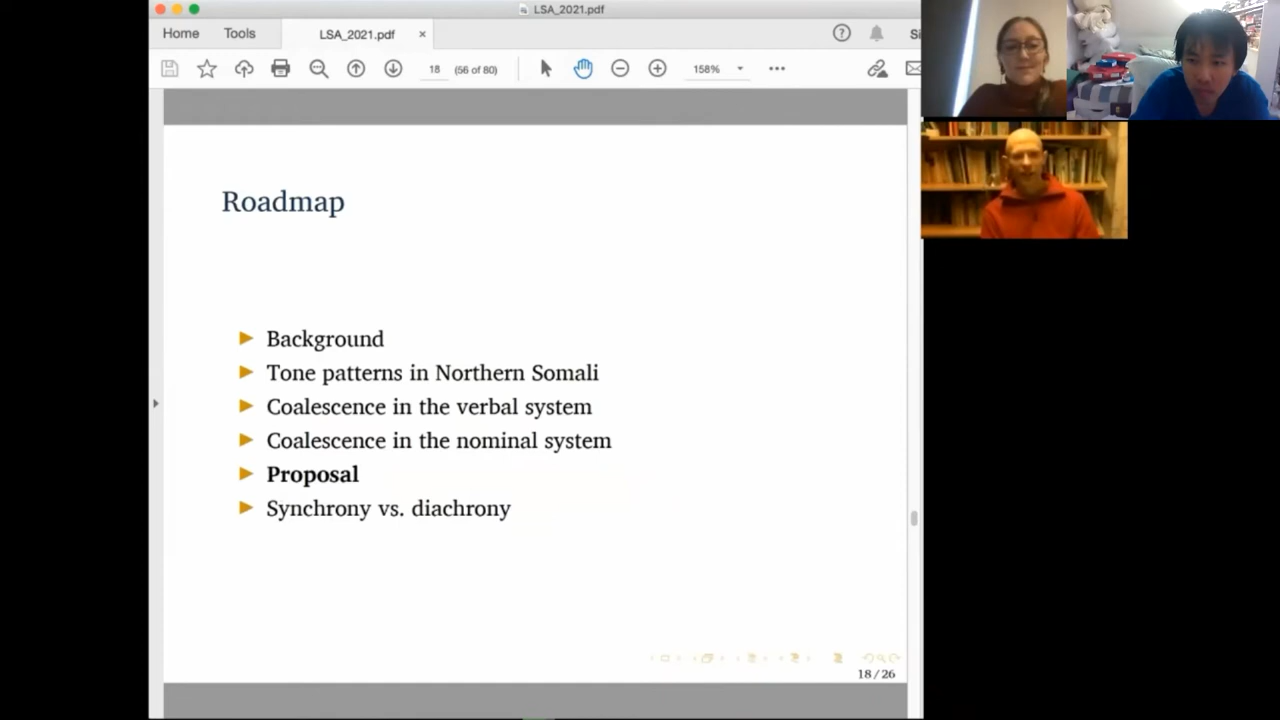 LSA_2021.pdf
Home Tools LSA_2021.pdf × Si
18 (56 of 80) 158%
Roadmap
Background
Tone patterns in Northern Somali
Coalescence in the verbal system
Coalescence in the nominal system
Proposal
Synchrony vs. diachrony
18/26